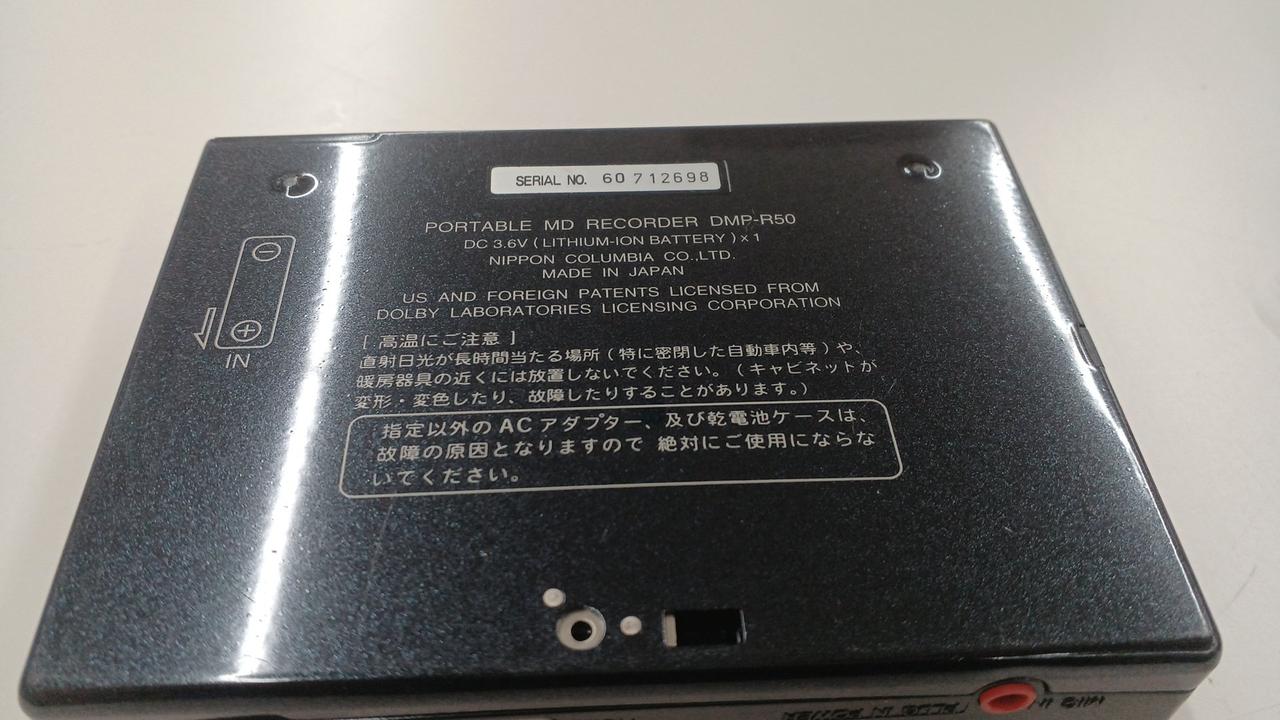 SERIAL NO. 60712698
PORTABLE MD RECORDER DMP-R50
DC 3.6V ( LITHIUM-ION BATTERY ) × 1
NIPPON COLUMBIA CO.,LTD.
MADE IN JAPAN
US AND FOREIGN PATENTS LICENSED FROM
DOLBY LABORATORIES LICENSING CORPORATION
⊖
⊕
IN
[ 高温にご注意 ]
直射日光が長時間当たる場所 ( 特に密閉した自動車内等 ) や、
暖房器具の近くには放置しないでください。( キャビネットが
変形・変色したり、故障したりすることがあります。)
指定以外の AC アダプター、及び乾電池ケースは、
故障の原因となりますので 絶対にご使用にならな
いでください。
PLUG IN POWER